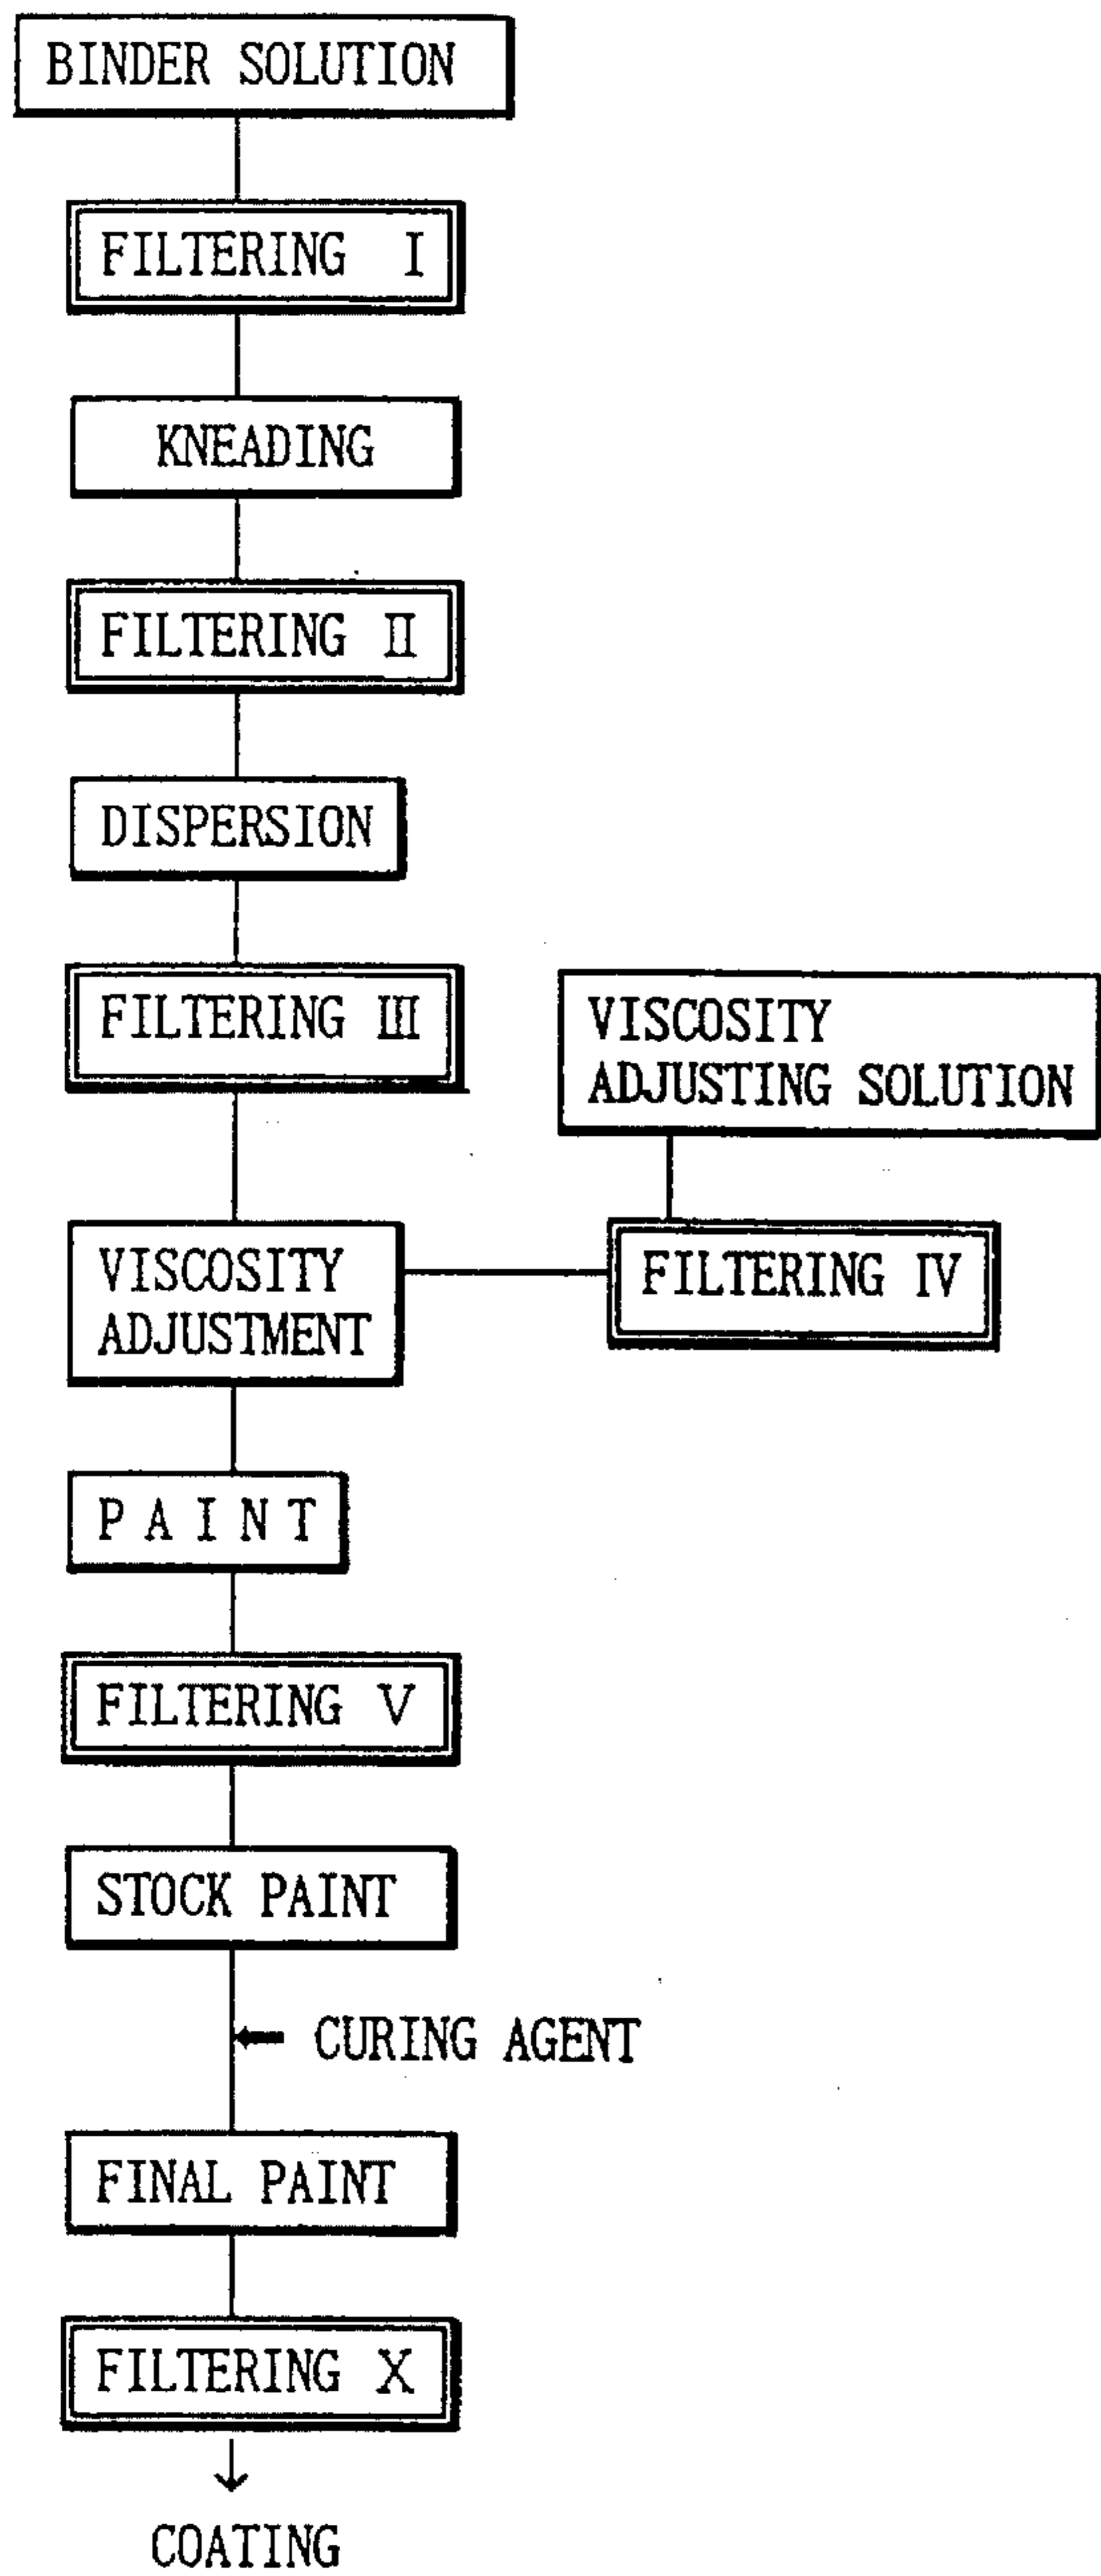 BINDER SOLUTION
FILTERING I
KNEADING
FILTERING II
DISPERSION
FILTERING III
VISCOSITY
ADJUSTING SOLUTION
VISCOSITY
ADJUSTMENT
FILTERING IV
P A I N T
FILTERING V
STOCK PAINT
CURING AGENT
FINAL PAINT
FILTERING X
COATING